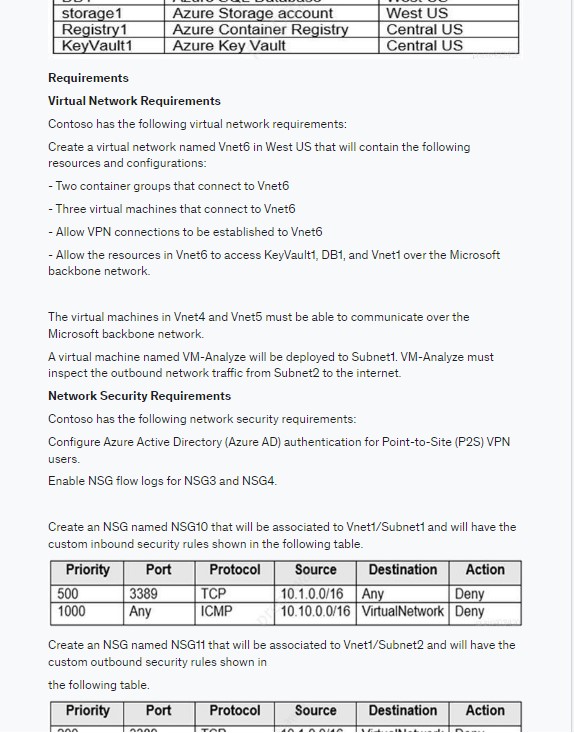 storage1 Azure Storage account West US
Registry1 Azure Container Registry Central US
KeyVault1 Azure Key Vault Central US
Requirements
Virtual Network Requirements
Contoso has the following virtual network requirements:
Create a virtual network named Vnet6 in West US that will contain the following
resources and configurations:
- Two container groups that connect to Vnet6
- Three virtual machines that connect to Vnet6
- Allow VPN connections to be established to Vnet6
- Allow the resources in Vnet6 to access KeyVault1, DB1, and Vnet1 over the Microsoft
backbone network.
The virtual machines in Vnet4 and Vnet5 must be able to communicate over the
Microsoft backbone network.
A virtual machine named VM-Analyze will be deployed to Subnet1. VM-Analyze must
inspect the outbound network traffic from Subnet2 to the internet.
Network Security Requirements
Contoso has the following network security requirements:
Configure Azure Active Directory (Azure AD) authentication for Point-to-Site (P2S) VPN
users.
Enable NSG flow logs for NSG3 and NSG4.
Create an NSG named NSG10 that will be associated to Vnet1/Subnet1 and will have the
custom inbound security rules shown in the following table.
Priority Port Protocol Source Destination Action
500 3389 TCP 10.1.0.0/16 Any Deny
1000 Any ICMP 10.10.0.0/16 VirtualNetwork Deny
Create an NSG named NSG11 that will be associated to Vnet1/Subnet2 and will have the
custom outbound security rules shown in
the following table.
Priority Port Protocol Source Destination Action